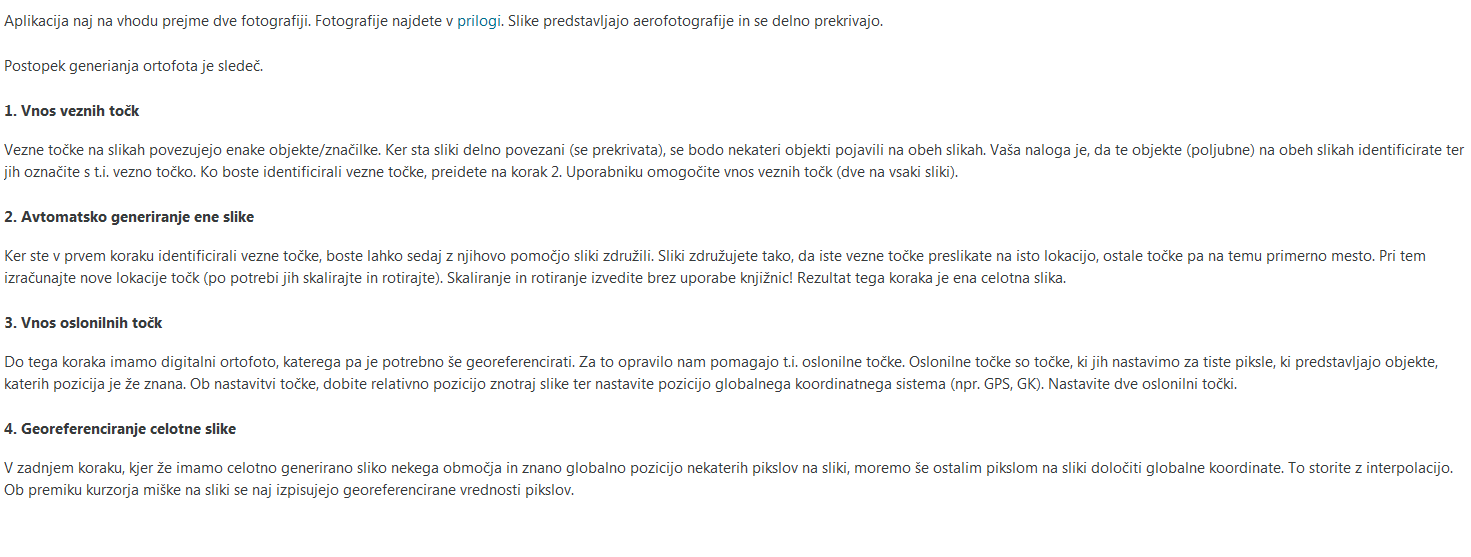 Aplikacija naj na vhodu prejme dve fotografiji. Fotografije najdete v prilogi. Slike predstavljajo aerofotografije in se delno prekrivajo.
Postopek generianja ortofota je sledeč.
1. Vnos veznih točk
Vezne točke na slikah povezujejo enake objekte/značilke. Ker sta sliki delno povezani (se prekrivata), se bodo nekateri objekti pojavili na obeh slikah. Vaša naloga je, da te objekte (poljubne) na obeh slikah identificirate ter
jih označite s t.i. vezno točko. Ko boste identificirali vezne točke, preidete na korak 2. Uporabniku omogočite vnos veznih točk (dve na vsaki sliki).
2. Avtomatsko generiranje ene slike
Ker ste v prvem koraku identificirali vezne točke, boste lahko sedaj z njihovo pomočjo sliki združili. Sliki združujete tako, da iste vezne točke preslikate na isto lokacijo, ostale točke pa na temu primerno mesto. Pri tem
izračunajte nove lokacije točk (po potrebi jih skalirajte in rotirajte). Skaliranje in rotiranje izvedite brez uporabe knjižnic! Rezultat tega koraka je ena celotna slika.
3. Vnos oslonilnih točk
Do tega koraka imamo digitalni ortofoto, katerega pa je potrebno še georeferencirati. Za to opravilo nam pomagajo t.i. oslonilne točke. Oslonilne točke so točke, ki jih nastavimo za tiste piksle, ki predstavljajo objekte,
katerih pozicija je že znana. Ob nastavitvi točke, dobite relativno pozicijo znotraj slike ter nastavite pozicijo globalnega koordinatnega sistema (npr. GPS, GK). Nastavite dve oslonilni točki.
4. Georeferenciranje celotne slike
V zadnjem koraku, kjer že imamo celotno generirano sliko nekega območja in znano globalno pozicijo nekaterih pikslov na sliki, moremo še ostalim pikslom na sliki določiti globalne koordinate. To storite z interpolacijo.
Ob premiku kurzorja miške na sliki se naj izpisujejo georeferencirane vrednosti pikslov.